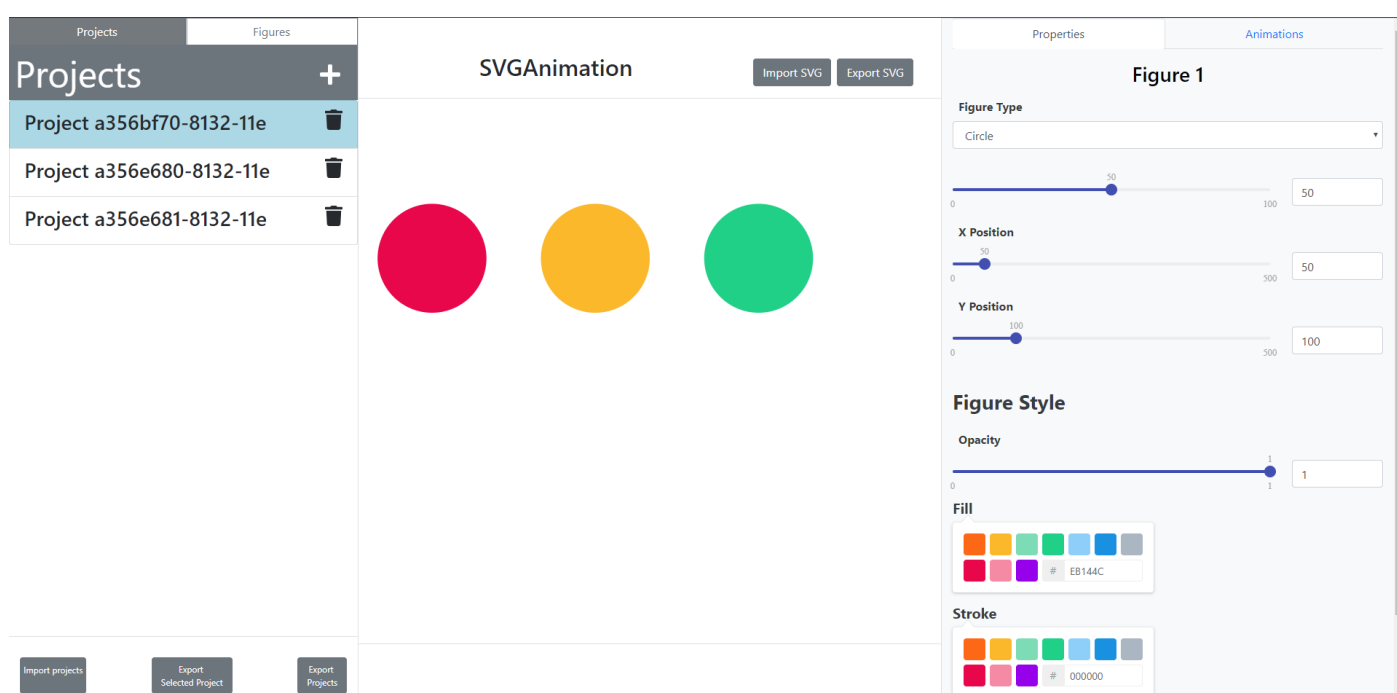 Projects
Figures
Projects
+
Project a356bf70-8132-11e
Project a356e680-8132-11e
Project a356e681-8132-11e
Import projects
Export
Selected Project
Export
Projects
SVGAnimation
Import SVG
Export SVG
Properties
Animations
Figure 1
Figure Type
Circle
50
0
100
50
X Position
50
0
500
50
Y Position
100
0
500
100
Figure Style
Opacity
1
0
1
1
Fill
# EB144C
Stroke
# 000000